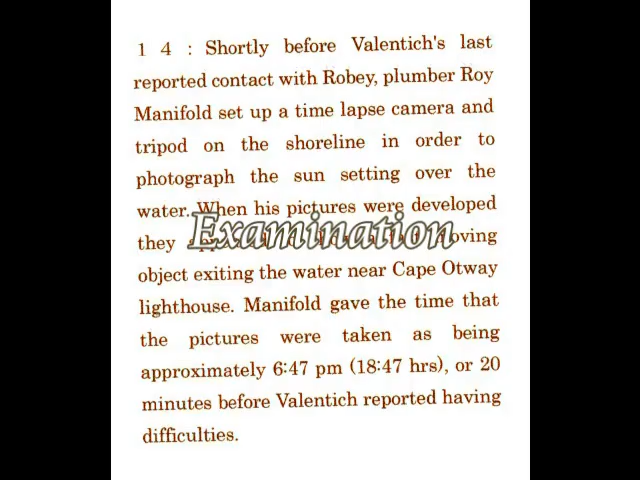 1 4 : Shortly before Valentich's last
reported contact with Robey, plumber Roy
Manifold set up a time lapse camera and
tripod on the shoreline in order to
photograph the sun setting over the
water. When his pictures were developed
they
object exiting the water near Cape Otway
lighthouse. Manifold gave the time that
the pictures were taken as being
approximately 6:47 pm (18:47 hrs), or 20
minutes before Valentich reported having
difficulties.
Examination